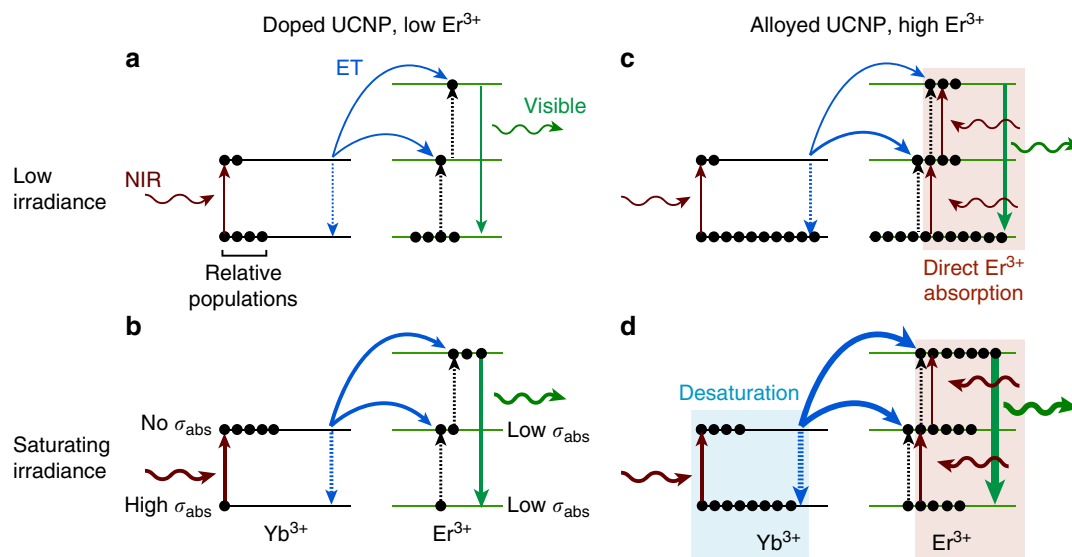 Doped UCNP, low Er³⁺
Alloyed UCNP, high Er³⁺
a
ET
Visible
Low
irradiance
NIR
Relative
populations
c
Direct Er³⁺
absorption
b
Saturating
irradiance
No σabs
High σabs
Low σabs
Low σabs
Yb³⁺
Er³⁺
d
Desaturation
Yb³⁺
Er³⁺